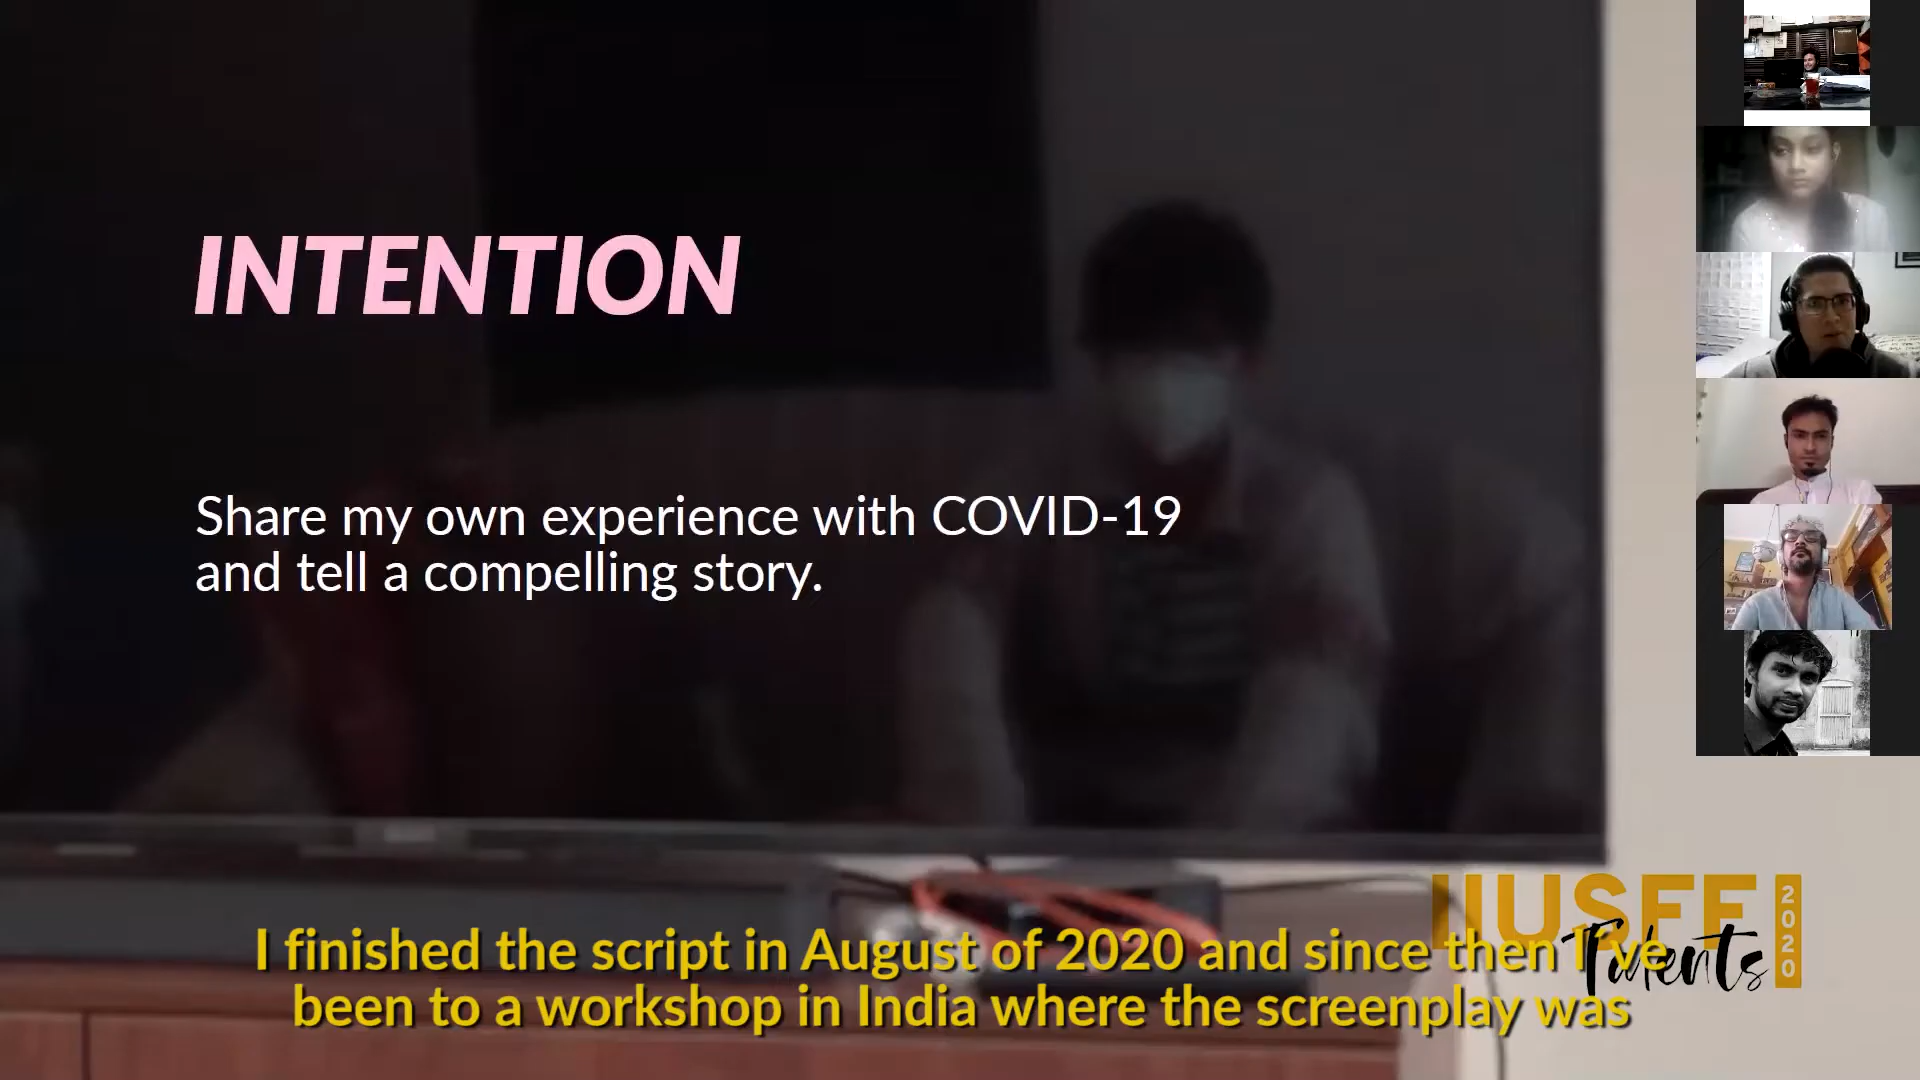 INTENTION
Share my own experience with COVID-19
and tell a compelling story.
IIUSFF
Talents
2020
I finished the script in August of 2020 and since then I've
been to a workshop in India where the screenplay was